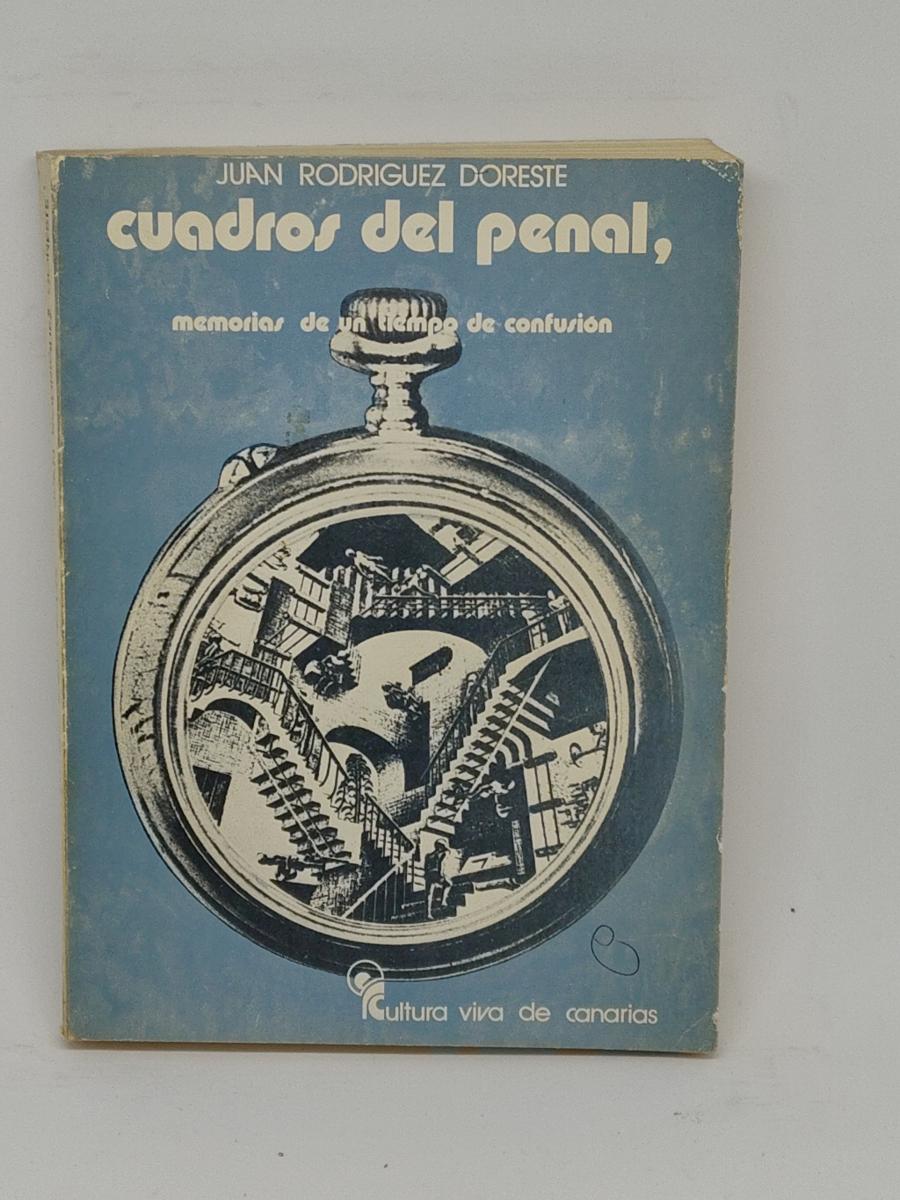 JUAN RODRIGUEZ DORESTE
cuadros del penal,
memorias de un tiempo de confusión
Cultura viva de canarias